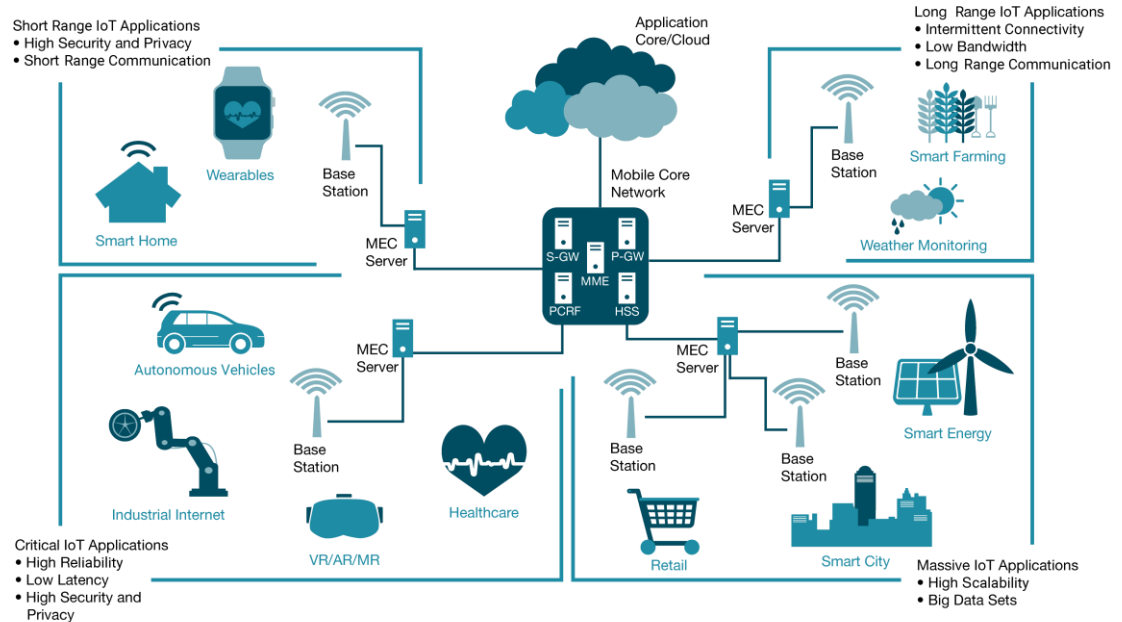 Short Range IoT Applications
• High Security and Privacy
• Short Range Communication
Wearables
Smart Home
Base
Station
MEC
Server
Application
Core/Cloud
Mobile Core
Network
S-GW
P-GW
MME
PCRF
HSS
Long Range IoT Applications
• Intermittent Connectivity
• Low Bandwidth
• Long Range Communication
Base
Station
MEC
Server
Smart Farming
Weather Monitoring
Autonomous Vehicles
MEC
Server
Base
Station
Industrial Internet
VR/AR/MR
Healthcare
Critical IoT Applications
• High Reliability
• Low Latency
• High Security and
Privacy
MEC
Server
Base
Station
Base
Station
Base
Station
Smart Energy
Retail
Smart City
Massive IoT Applications
• High Scalability
• Big Data Sets